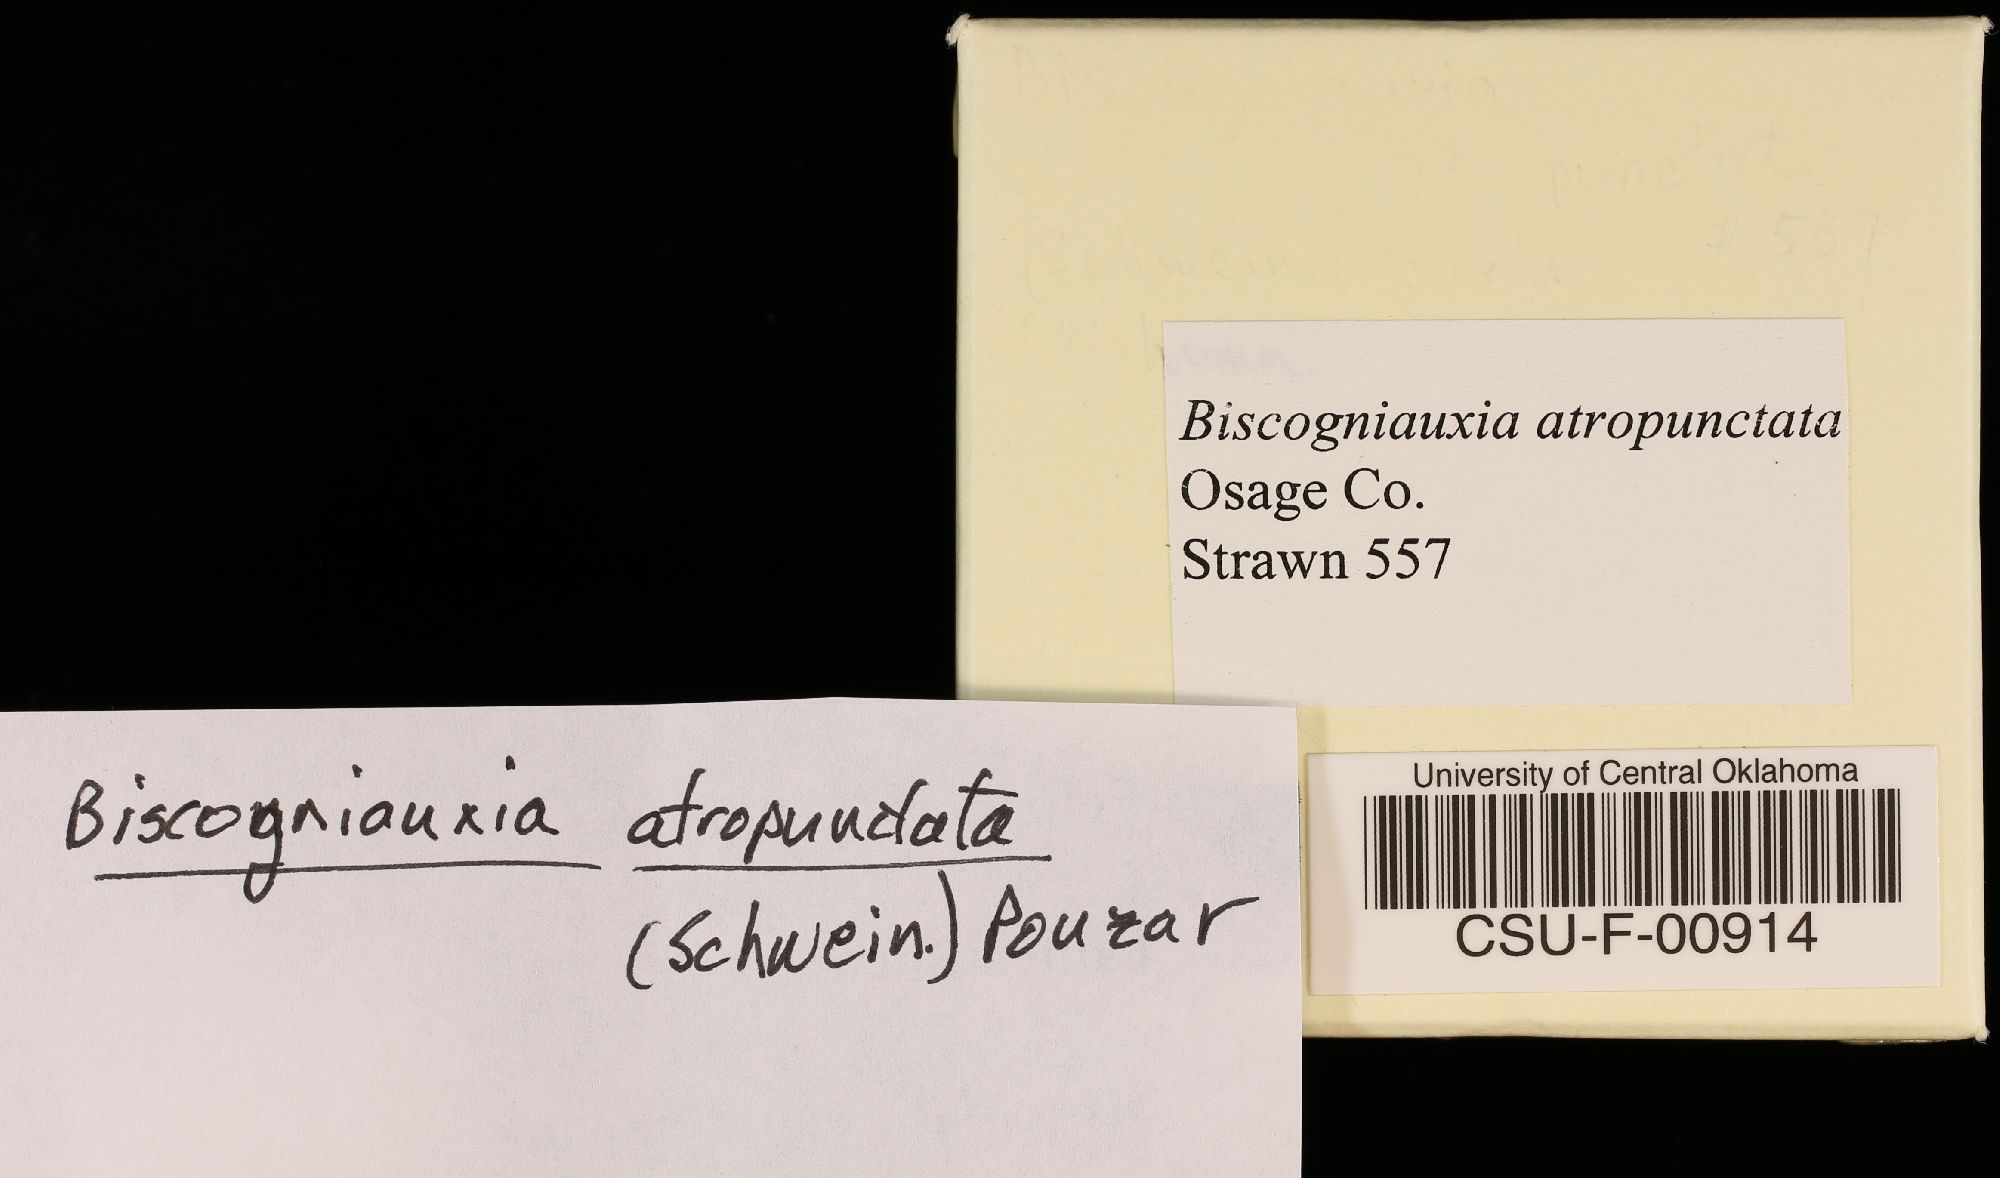 Biscogniauxia atropunctata
Osage Co.
Strawn 557
Biscogniauxia atropunctata
(Schwein.) Pouzar
University of Central Oklahoma
CSU-F-00914